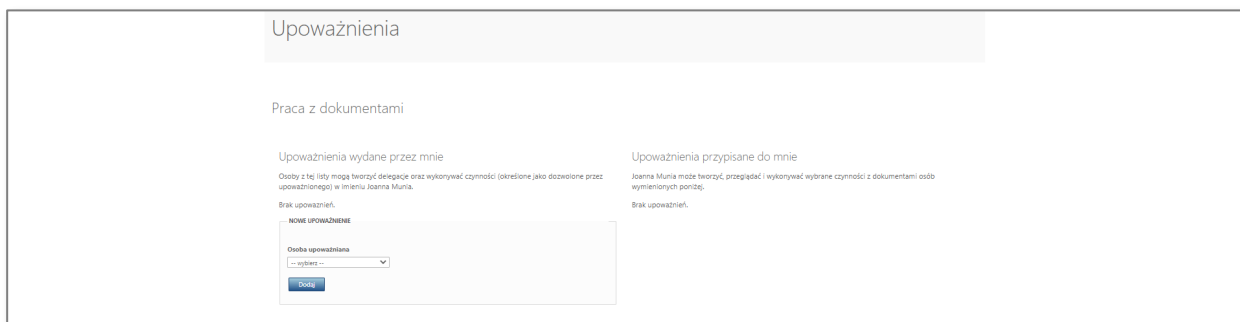 Upoważnienia
Praca z dokumentami
Upoważnienia wydane przez mnie
Osoby z tej listy mogą tworzyć delegacje oraz wykonywać czynności (określone jako dozwolone przez
upoważnionego) w imieniu Joanna Munia.
Brak upoważnień.
NOWE UPOWAŻNIENIE
Osoba upoważniana
-- wybierz --
Dodaj
Upoważnienia przypisane do mnie
Joanna Munia może tworzyć, przeglądać i wykonywać wybrane czynności z dokumentami osób
wymienionych poniżej.
Brak upoważnień.